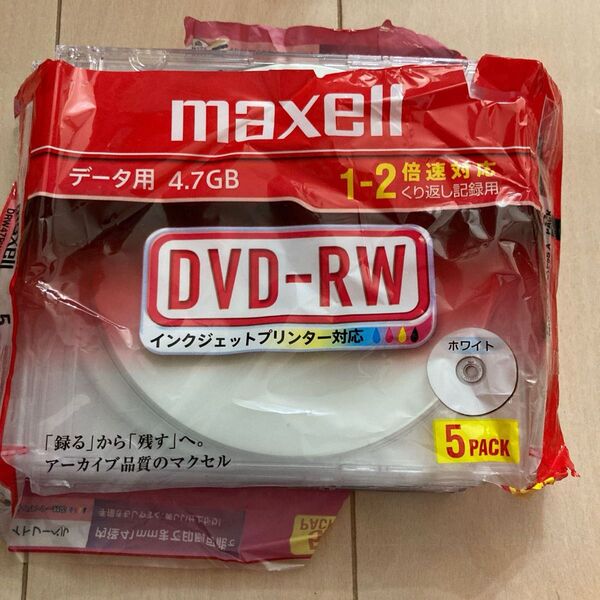 maxell
データ用 4.7GB
1-2倍速対応
くり返し記録用
DVD-RW
インクジェットプリンター対応
ホワイト
「録る」から「残す」へ。
アーカイブ品質のマクセル
5 PACK
maxell
5